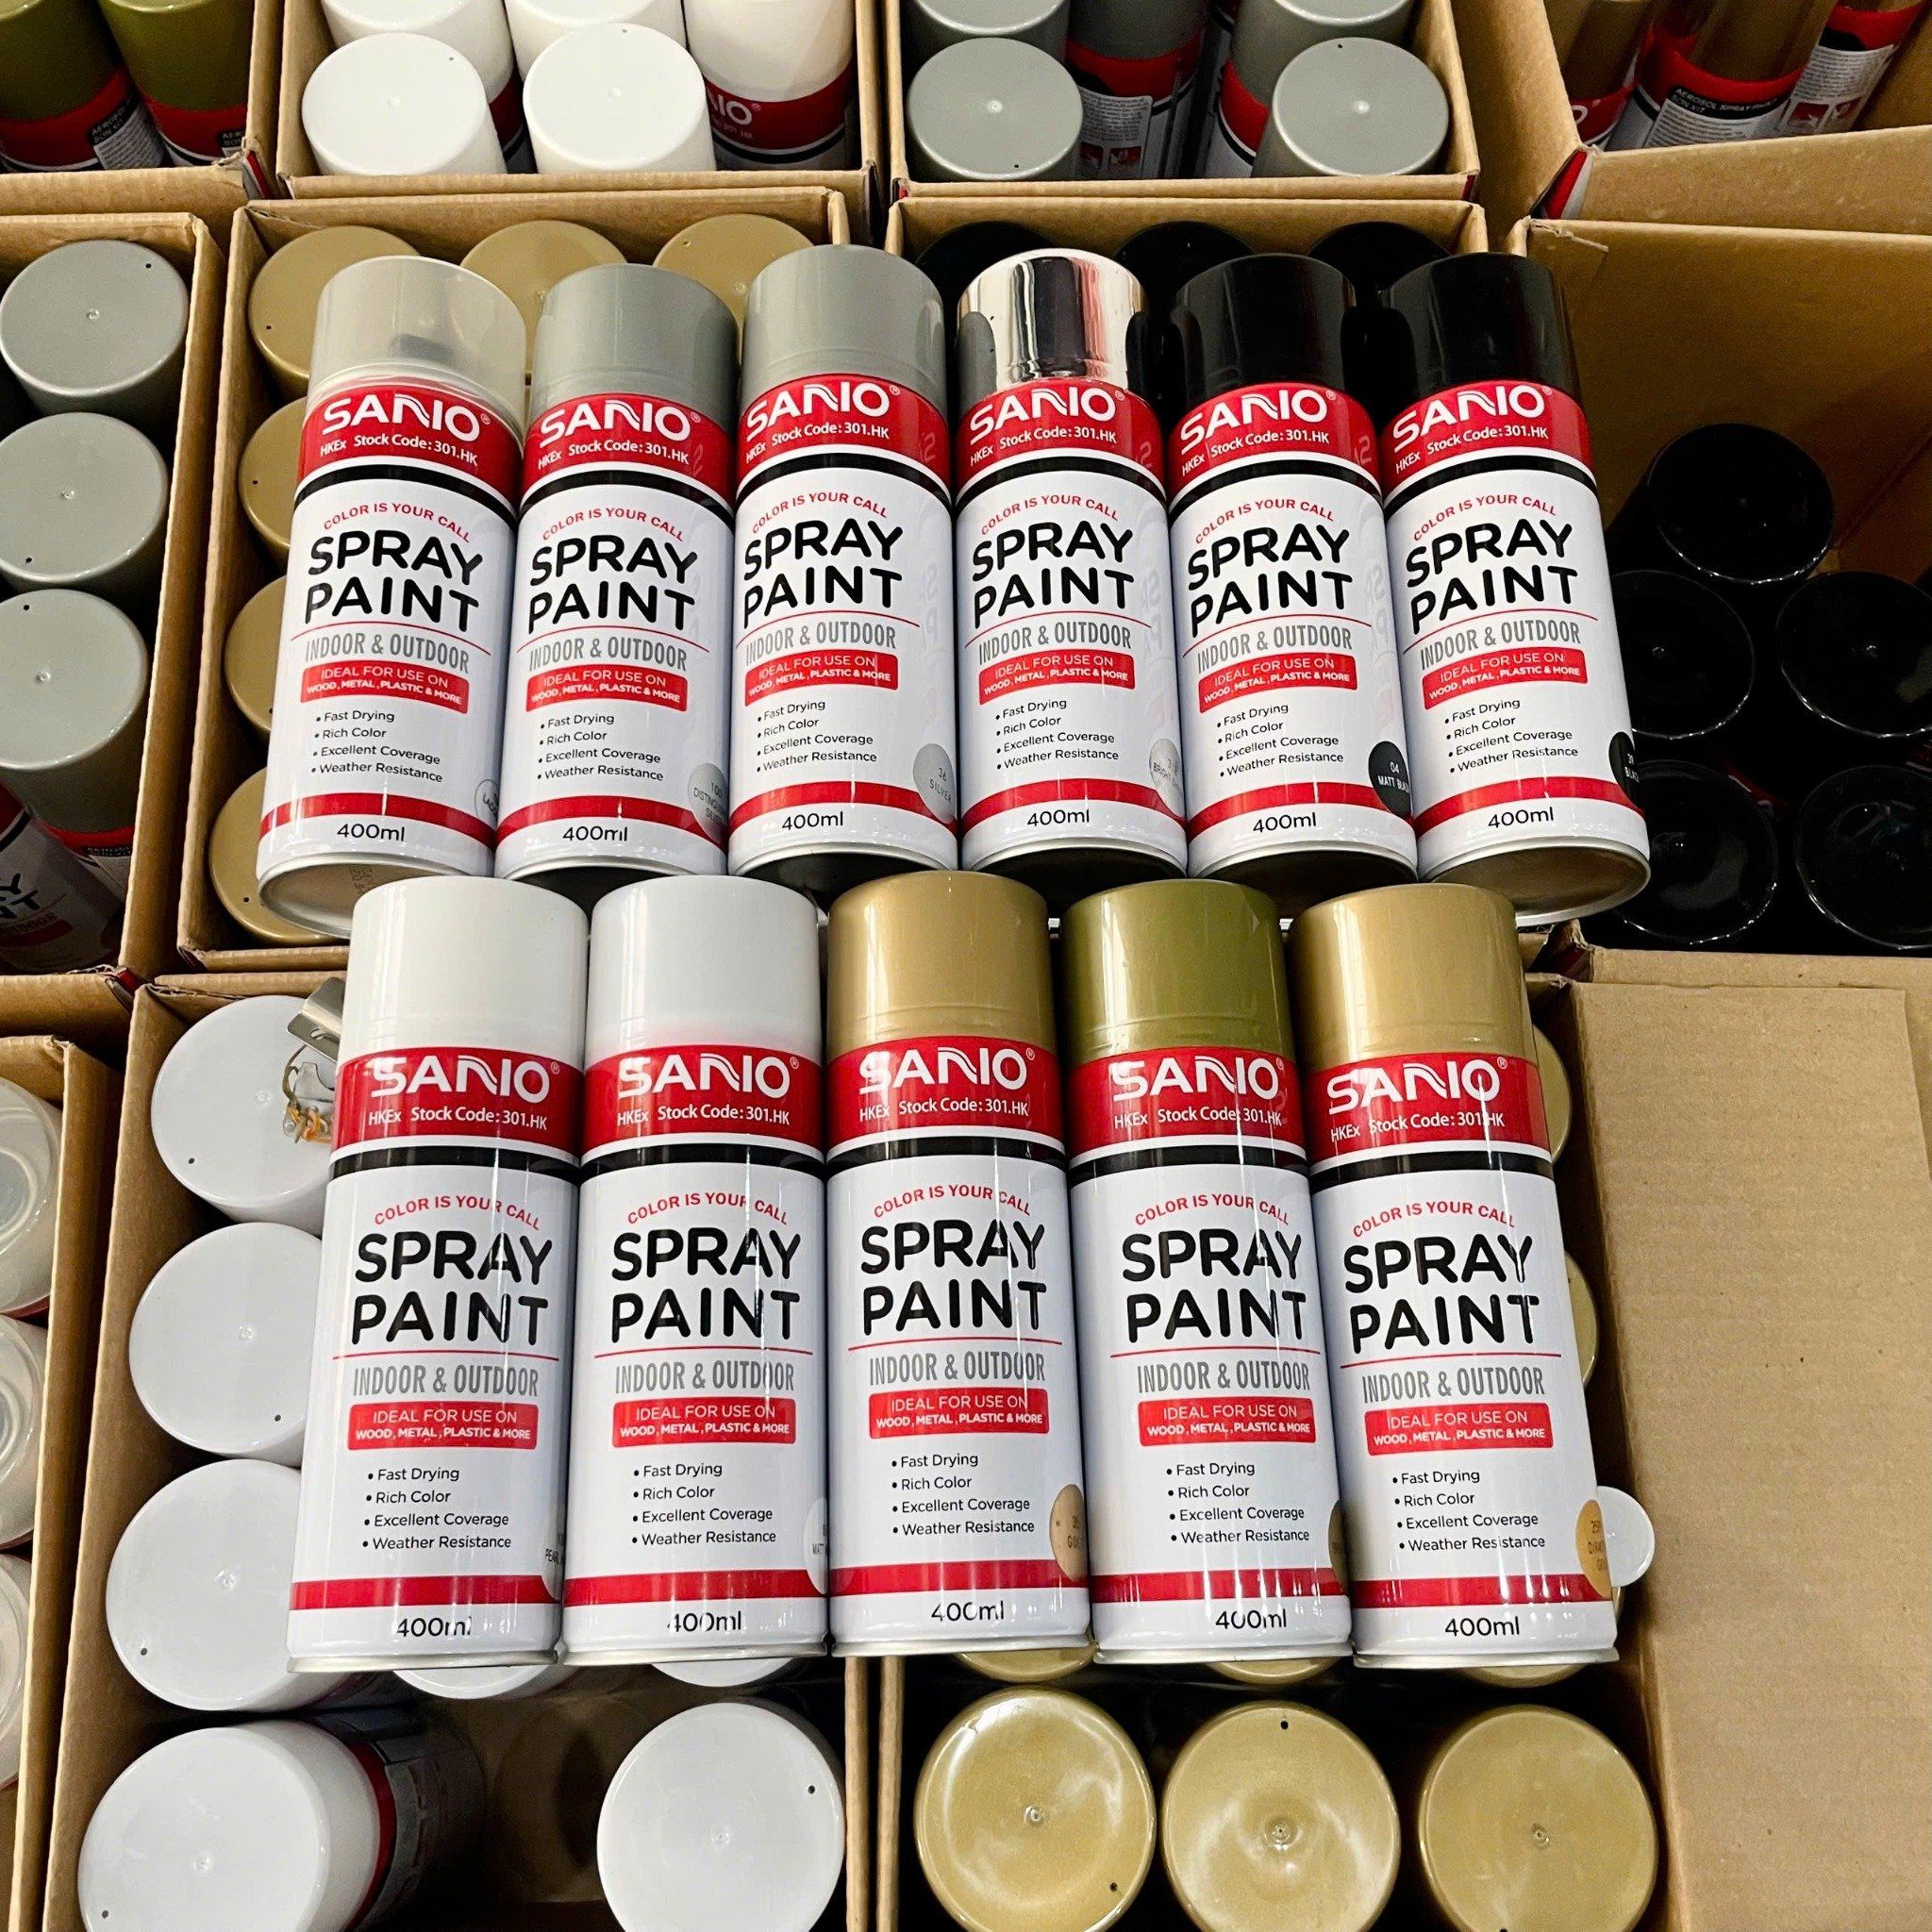 SANO®
HKEx Stock Code: 301.HK
COLOR IS YOUR CALL
SPRAY
PAINT
INDOOR & OUTDOOR
IDEAL FOR USE ON
WOOD, METAL, PLASTIC & MORE
• Fast Drying
• Rich Color
• Excellent Coverage
• Weather Resistance
400ml
SANO®
HKEx Stock Code: 301.HK
COLOR IS YOUR CALL
SPRAY
PAINT
INDOOR & OUTDOOR
IDEAL FOR USE ON
WOOD, METAL, PLASTIC & MORE
• Fast Drying
• Rich Color
• Excellent Coverage
• Weather Resistance
100
400ml
SANO®
HKEx Stock Code: 301.HK
COLOR IS YOUR CALL
SPRAY
PAINT
INDOOR & OUTDOOR
IDEAL FOR USE ON
WOOD, METAL, PLASTIC & MORE
• Fast Drying
• Rich Color
• Excellent Coverage
• Weather Resistance
36
SILVER
400ml
SANO®
HKEx Stock Code: 301.HK
COLOR IS YOUR CALL
SPRAY
PAINT
INDOOR & OUTDOOR
IDEAL FOR USE ON
WOOD, METAL, PLASTIC & MORE
• Fast Drying
• Rich Color
• Excellent Coverage
• Weather Resistance
400ml
SANO®
HKEx Stock Code: 301.HK
COLOR IS YOUR CALL
SPRAY
PAINT
INDOOR & OUTDOOR
IDEAL FOR USE ON
WOOD, METAL, PLASTIC & MORE
• Fast Drying
• Rich Color
• Excellent Coverage
• Weather Resistance
04
MATT
400ml
SANO®
HKEx Stock Code: 301.HK
COLOR IS YOUR CALL
SPRAY
PAINT
INDOOR & OUTDOOR
IDEAL FOR USE ON
WOOD, METAL, PLASTIC & MORE
• Fast Drying
• Rich Color
• Excellent Coverage
• Weather Resistance
400ml
SANO®
HKEx Stock Code: 301.HK
COLOR IS YOUR CALL
SPRAY
PAINT
INDOOR & OUTDOOR
IDEAL FOR USE ON
WOOD, METAL, PLASTIC & MORE
• Fast Drying
• Rich Color
• Excellent Coverage
• Weather Resistance
400ml
SANO®
HKEx Stock Code: 301.HK
COLOR IS YOUR CALL
SPRAY
PAINT
INDOOR & OUTDOOR
IDEAL FOR USE ON
WOOD, METAL, PLASTIC & MORE
• Fast Drying
• Rich Color
• Excellent Coverage
• Weather Resistance
400ml
SANO®
HKEx Stock Code: 301.HK
COLOR IS YOUR CALL
SPRAY
PAINT
INDOOR & OUTDOOR
IDEAL FOR USE ON
WOOD, METAL, PLASTIC & MORE
• Fast Drying
• Rich Color
• Excellent Coverage
• Weather Resistance
400ml
SANO®
HKEx Stock Code: 301.HK
COLOR IS YOUR CALL
SPRAY
PAINT
INDOOR & OUTDOOR
IDEAL FOR USE ON
WOOD, METAL, PLASTIC & MORE
• Fast Drying
• Rich Color
• Excellent Coverage
• Weather Resistance
400ml
SANO®
HKEx Stock Code: 301.HK
COLOR IS YOUR CALL
SPRAY
PAINT
INDOOR & OUTDOOR
IDEAL FOR USE ON
WOOD, METAL, PLASTIC & MORE
• Fast Drying
• Rich Color
• Excellent Coverage
• Weather Resistance
400ml